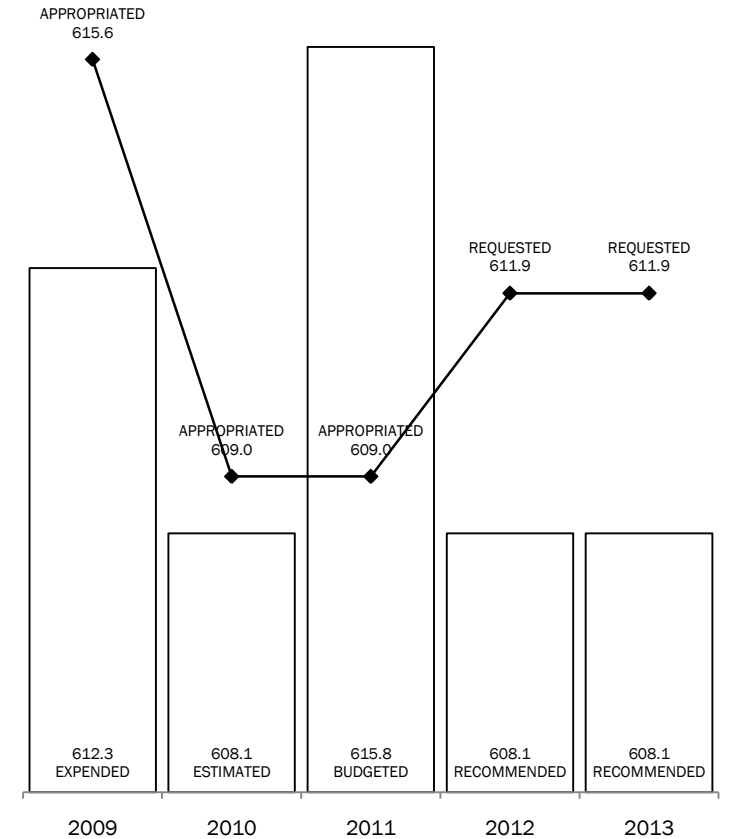 APPROPRIATED
615.6
REQUESTED
611.9
REQUESTED
611.9
APPROPRIATED
609.0
APPROPRIATED
609.0
612.3
EXPENDED
608.1
ESTIMATED
615.8
BUDGETED
608.1
RECOMMENDED
608.1
RECOMMENDED
2009
2010
2011
2012
2013